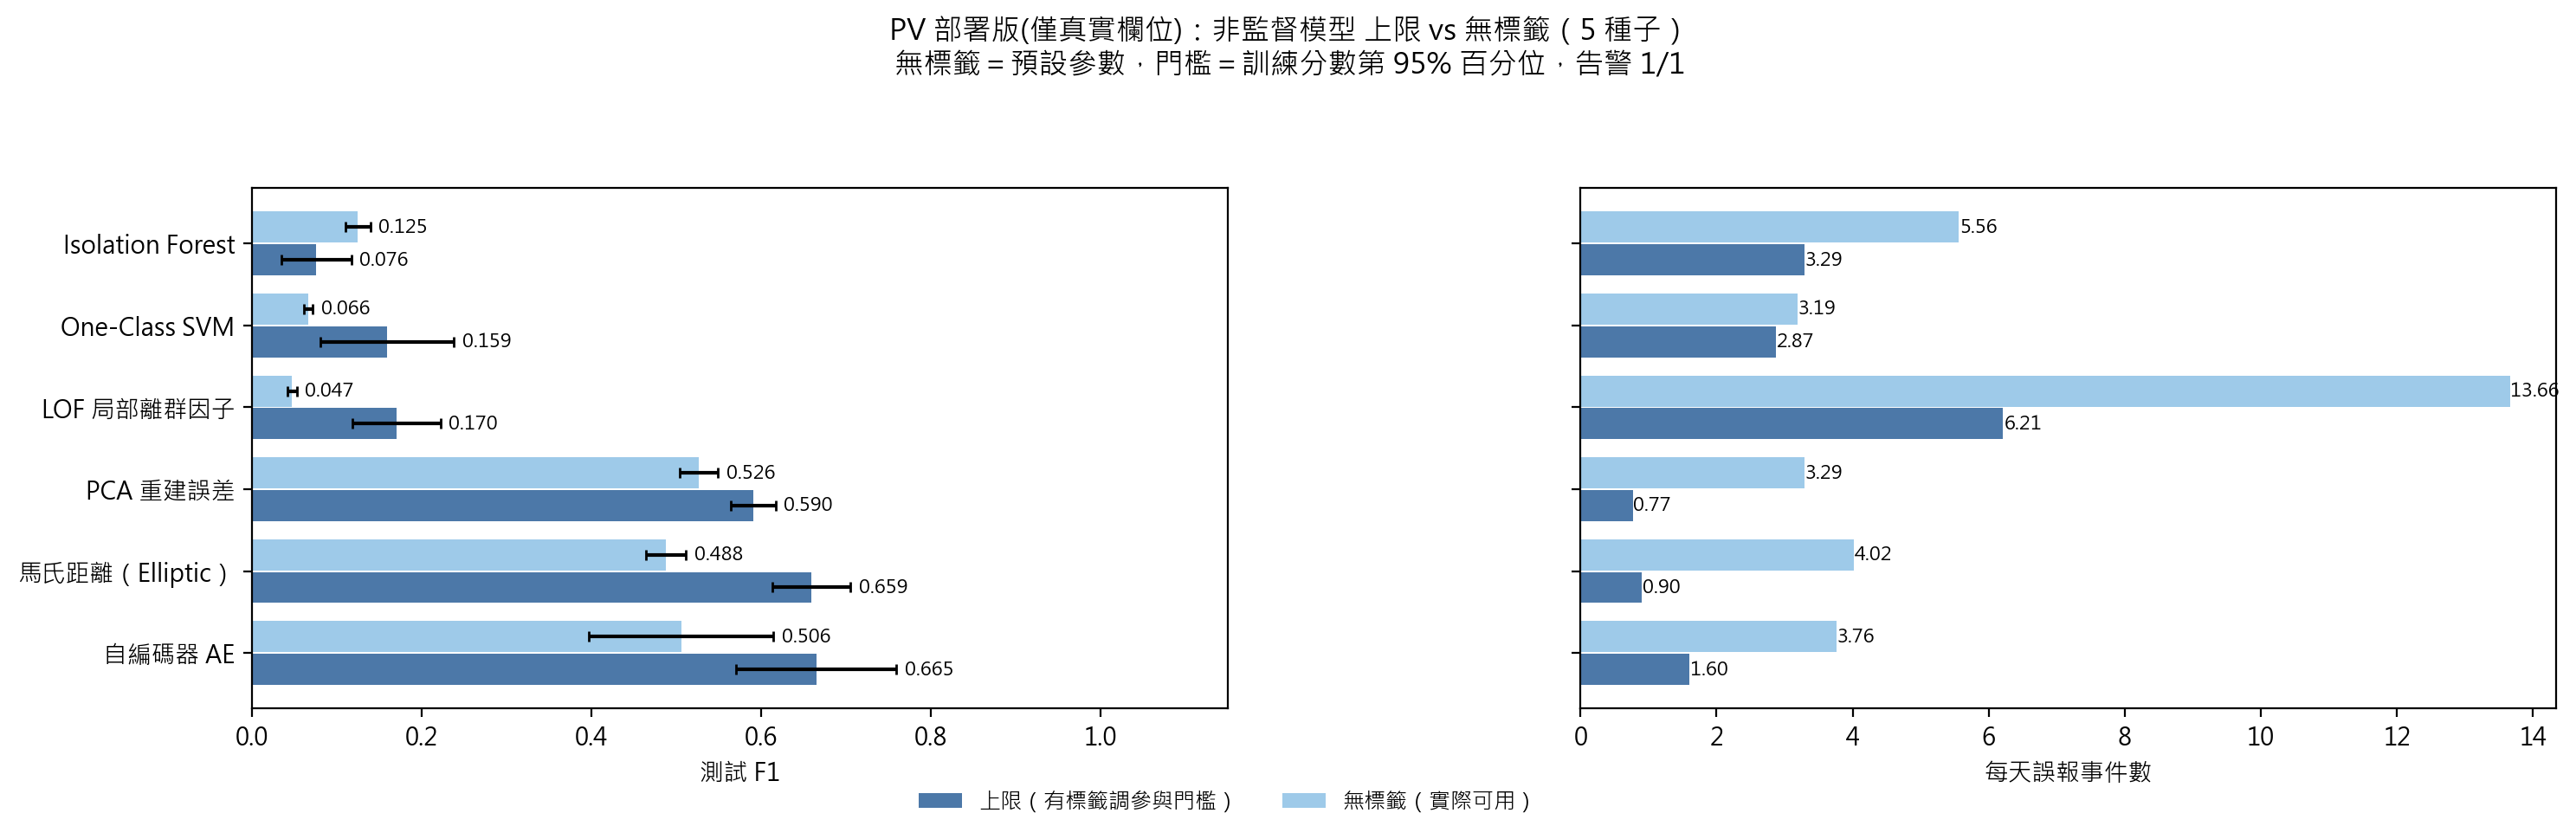 PV 部署版(僅真實欄位)：非監督模型 上限 vs 無標籤（5 種子）
無標籤＝預設參數，門檻＝訓練分數第 95% 百分位，告警 1/1
Isolation Forest
0.125
0.076
One-Class SVM
0.066
0.159
LOF 局部離群因子
0.047
0.170
PCA 重建誤差
0.526
0.590
馬氏距離（Elliptic）
0.488
0.659
自編碼器 AE
0.506
0.665
0.0 0.2 0.4 0.6 0.8 1.0
測試 F1
5.56
3.29
3.19
2.87
13.66
6.21
3.29
0.77
4.02
0.90
3.76
1.60
0 2 4 6 8 10 12 14
每天誤報事件數
上限（有標籤調參與門檻） 無標籤（實際可用）